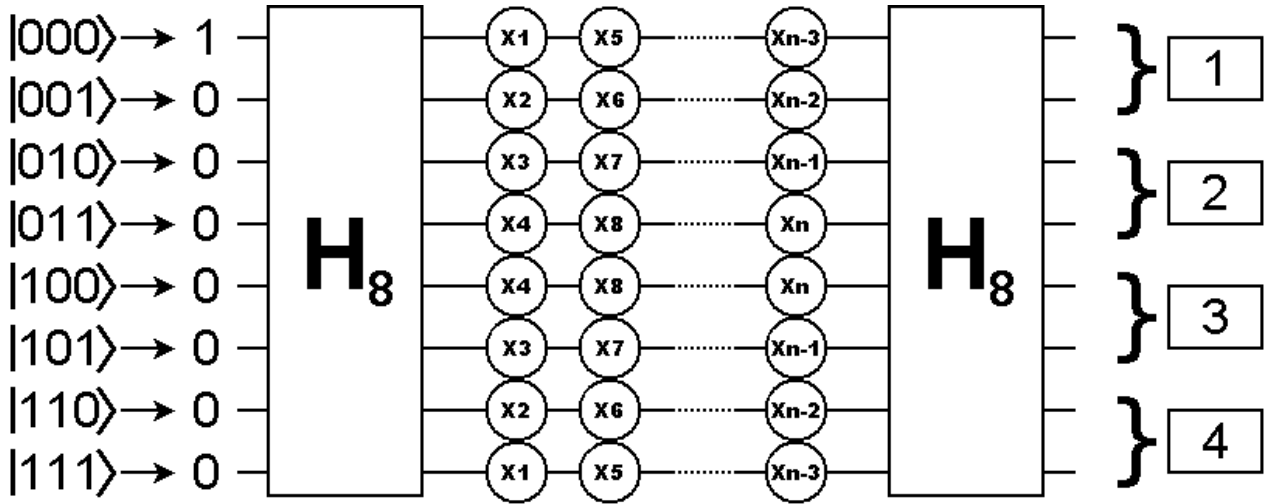 |000⟩→ 1 X1 X5 Xn-3
|001⟩→ 0 X2 X6 Xn-2 1
|010⟩→ 0 X3 X7 Xn-1
|011⟩→ 0 X4 X8 Xn 2
H8 H8
|100⟩→ 0 X4 X8 Xn
|101⟩→ 0 X3 X7 Xn-1 3
|110⟩→ 0 X2 X6 Xn-2
|111⟩→ 0 X1 X5 Xn-3 4